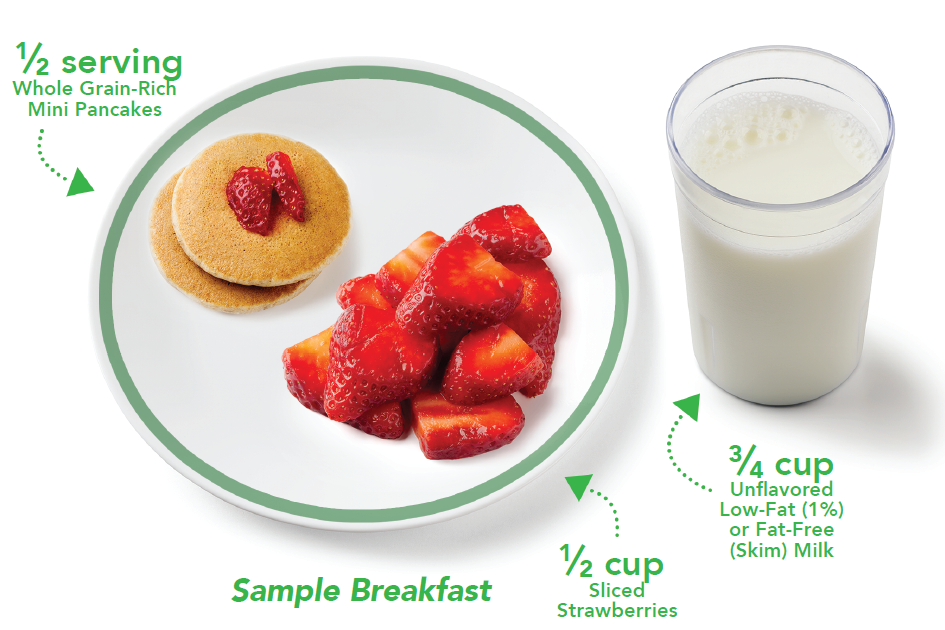 ½ serving
Whole Grain-Rich
Mini Pancakes
¾ cup
Unflavored
Low-Fat (1%)
or Fat-Free
(Skim) Milk
½ cup
Sliced
Strawberries
Sample Breakfast